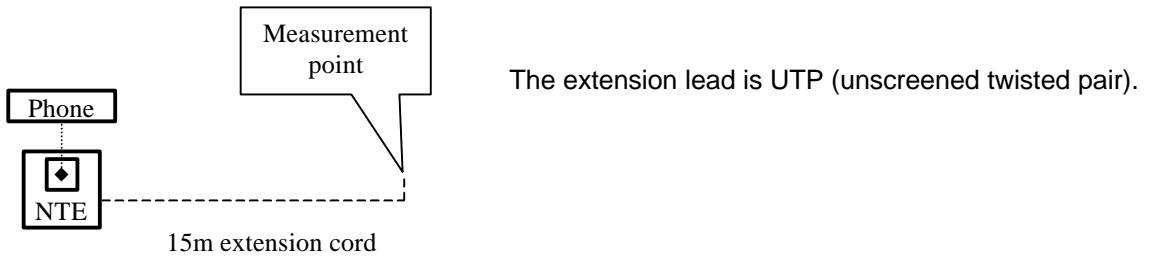 Measurement
point
The extension lead is UTP (unscreened twisted pair).
Phone
NTE
15m extension cord